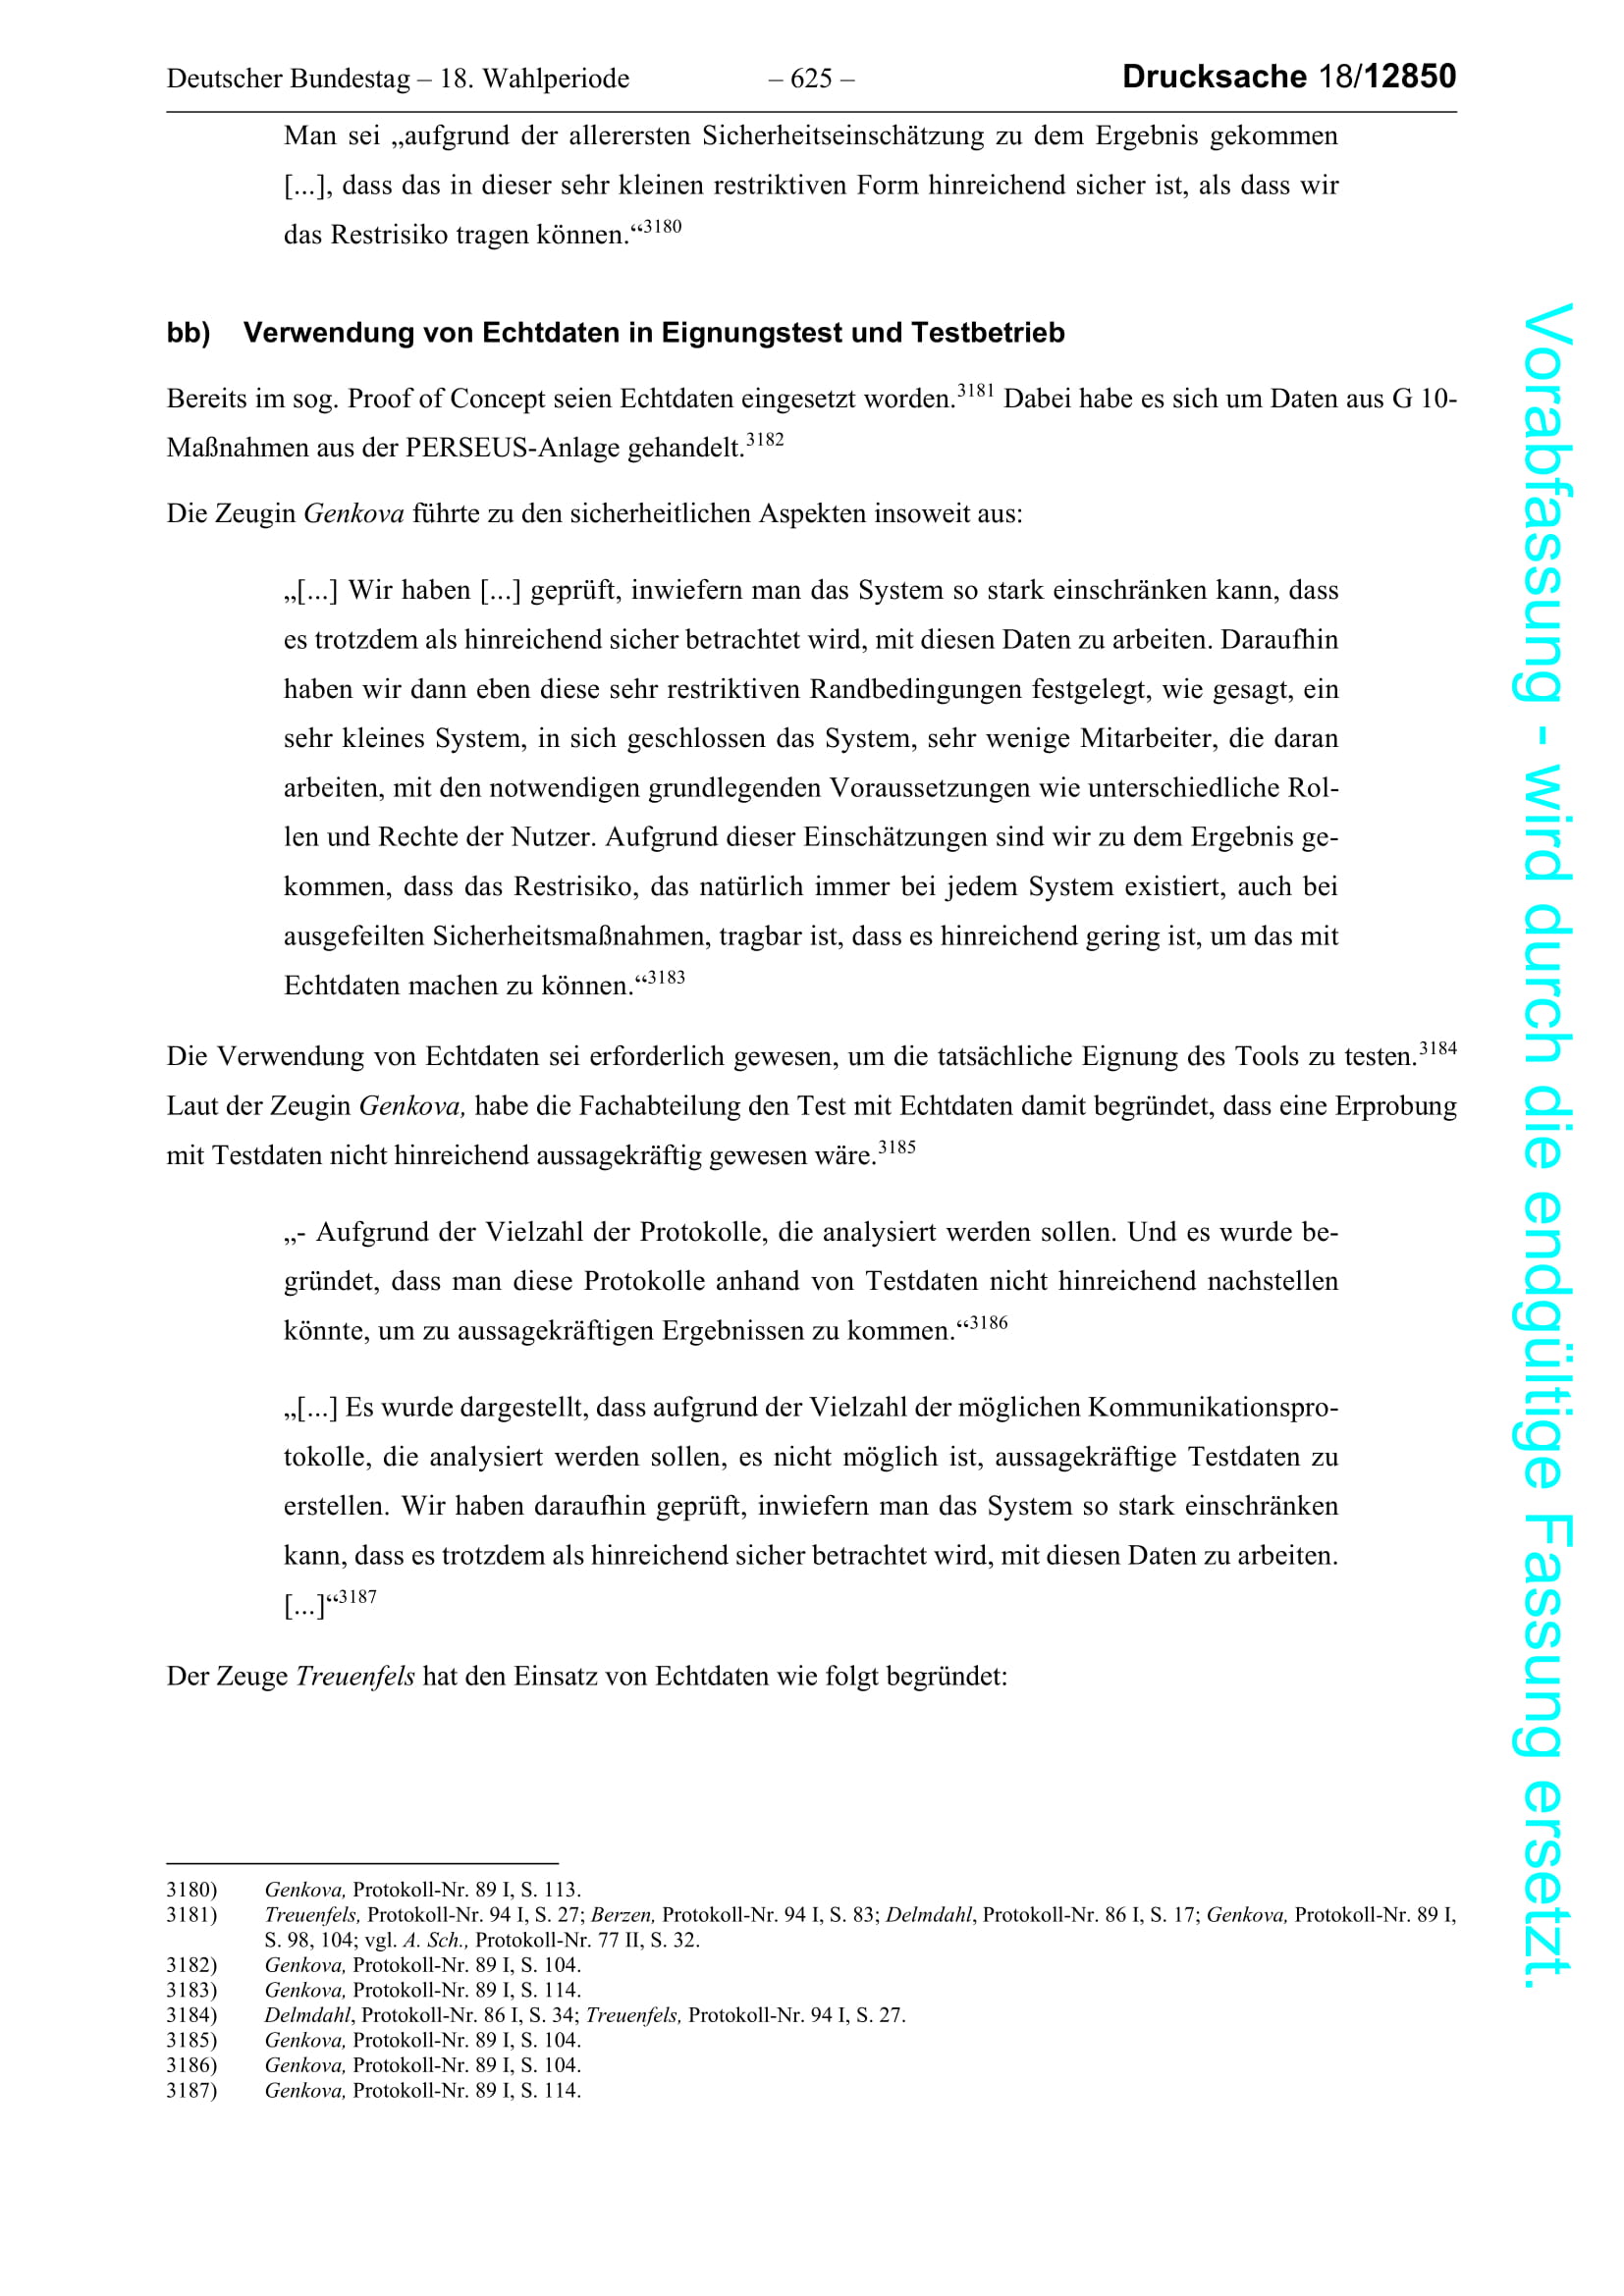 Deutscher Bundestag – 18. Wahlperiode – 625 – Drucksache 18/12850
Man sei „aufgrund der allerersten Sicherheitseinschätzung zu dem Ergebnis gekommen
[...], dass das in dieser sehr kleinen restriktiven Form hinreichend sicher ist, als dass wir
das Restrisiko tragen können.“3180
bb) Verwendung von Echtdaten in Eignungstest und Testbetrieb
Bereits im sog. Proof of Concept seien Echtdaten eingesetzt worden.3181 Dabei habe es sich um Daten aus G 10-
Maßnahmen aus der PERSEUS-Anlage gehandelt.3182
Die Zeugin Genkova führte zu den sicherheitlichen Aspekten insoweit aus:
„[...] Wir haben [...] geprüft, inwiefern man das System so stark einschränken kann, dass
es trotzdem als hinreichend sicher betrachtet wird, mit diesen Daten zu arbeiten. Daraufhin
haben wir dann eben diese sehr restriktiven Randbedingungen festgelegt, wie gesagt, ein
sehr kleines System, in sich geschlossen das System, sehr wenige Mitarbeiter, die daran
arbeiten, mit den notwendigen grundlegenden Voraussetzungen wie unterschiedliche Rol-
len und Rechte der Nutzer. Aufgrund dieser Einschätzungen sind wir zu dem Ergebnis ge-
kommen, dass das Restrisiko, das natürlich immer bei jedem System existiert, auch bei
ausgefeilten Sicherheitsmaßnahmen, tragbar ist, dass es hinreichend gering ist, um das mit
Echtdaten machen zu können.“3183
Die Verwendung von Echtdaten sei erforderlich gewesen, um die tatsächliche Eignung des Tools zu testen.3184
Laut der Zeugin Genkova, habe die Fachabteilung den Test mit Echtdaten damit begründet, dass eine Erprobung
mit Testdaten nicht hinreichend aussagekräftig gewesen wäre.3185
„- Aufgrund der Vielzahl der Protokolle, die analysiert werden sollen. Und es wurde be-
gründet, dass man diese Protokolle anhand von Testdaten nicht hinreichend nachstellen
könnte, um zu aussagekräftigen Ergebnissen zu kommen.“3186
„[...] Es wurde dargestellt, dass aufgrund der Vielzahl der möglichen Kommunikationspro-
tokolle, die analysiert werden sollen, es nicht möglich ist, aussagekräftige Testdaten zu
erstellen. Wir haben daraufhin geprüft, inwiefern man das System so stark einschränken
kann, dass es trotzdem als hinreichend sicher betrachtet wird, mit diesen Daten zu arbeiten.
[...]“3187
Der Zeuge Treuenfels hat den Einsatz von Echtdaten wie folgt begründet:
3180) Genkova, Protokoll-Nr. 89 I, S. 113.
3181) Treuenfels, Protokoll-Nr. 94 I, S. 27; Berzen, Protokoll-Nr. 94 I, S. 83; Delmdahl, Protokoll-Nr. 86 I, S. 17; Genkova, Protokoll-Nr. 89 I,
S. 98, 104; vgl. A. Sch., Protokoll-Nr. 77 II, S. 32.
3182) Genkova, Protokoll-Nr. 89 I, S. 104.
3183) Genkova, Protokoll-Nr. 89 I, S. 114.
3184) Delmdahl, Protokoll-Nr. 86 I, S. 34; Treuenfels, Protokoll-Nr. 94 I, S. 27.
3185) Genkova, Protokoll-Nr. 89 I, S. 104.
3186) Genkova, Protokoll-Nr. 89 I, S. 104.
3187) Genkova, Protokoll-Nr. 89 I, S. 114.
Vorabfassung - wird durch die endgültige Fassung ersetzt.